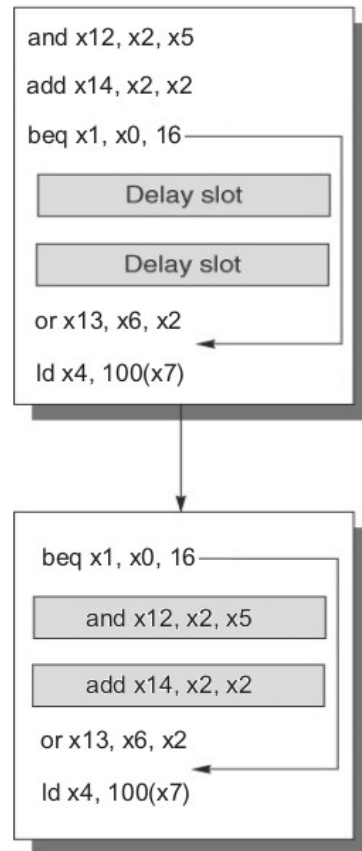 and x12, x2, x5
add x14, x2, x2
beq x1, x0, 16
Delay slot
Delay slot
or x13, x6, x2
ld x4, 100(x7)
beq x1, x0, 16
and x12, x2, x5
add x14, x2, x2
or x13, x6, x2
ld x4, 100(x7)